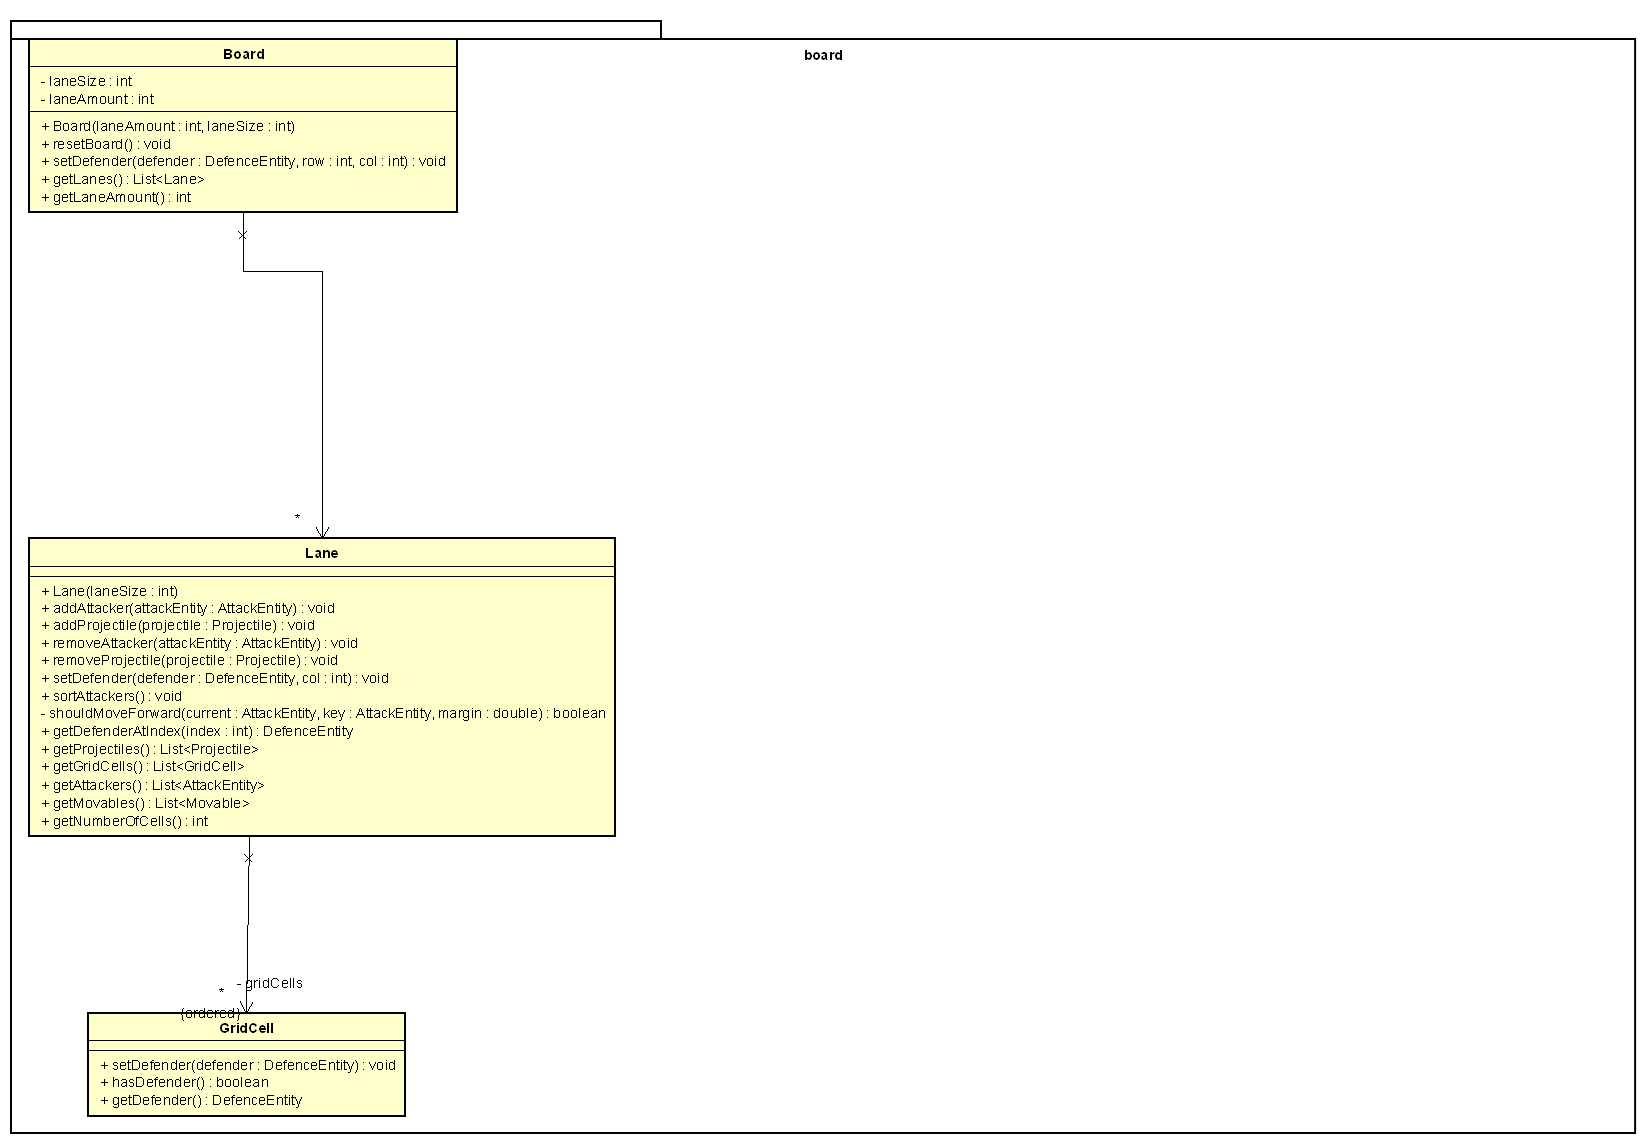 board
Board
- laneSize : int
- laneAmount : int
+ Board(laneAmount : int, laneSize : int)
+ resetBoard() : void
+ setDefender(defender : DefenceEntity, row : int, col : int) : void
+ getLanes() : List<Lane>
+ getLaneAmount() : int
*
Lane
+ Lane(laneSize : int)
+ addAttacker(attackEntity : AttackEntity) : void
+ addProjectile(projectile : Projectile) : void
+ removeAttacker(attackEntity : AttackEntity) : void
+ removeProjectile(projectile : Projectile) : void
+ setDefender(defender : DefenceEntity, col : int) : void
+ sortAttackers() : void
- shouldMoveForward(current : AttackEntity, key : AttackEntity, margin : double) : boolean
+ getDefenderAtIndex(index : int) : DefenceEntity
+ getProjectiles() : List<Projectile>
+ getGridCells() : List<GridCell>
+ getAttackers() : List<AttackEntity>
+ getMovables() : List<Movable>
+ getNumberOfCells() : int
- gridCells
*
{ordered}
GridCell
+ setDefender(defender : DefenceEntity) : void
+ hasDefender() : boolean
+ getDefender() : DefenceEntity